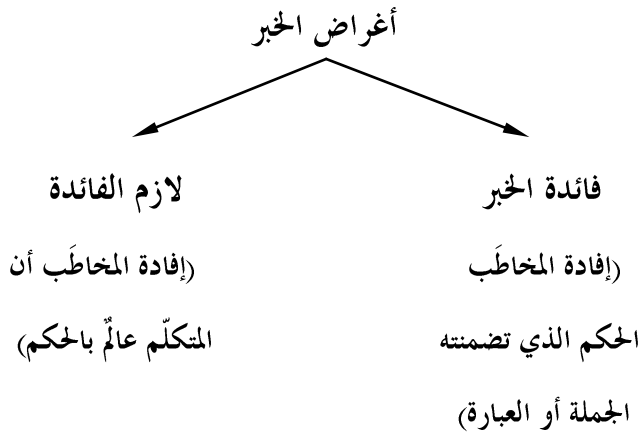 أغراض الخبر
فائدة الخبر
(إفادة المخاطَب
الحكم الذي تضمنته
الجملة أو العبارة)
لازم الفائدة
(إفادة المخاطَب أن
المتكلّم عالمٌ بالحكم)